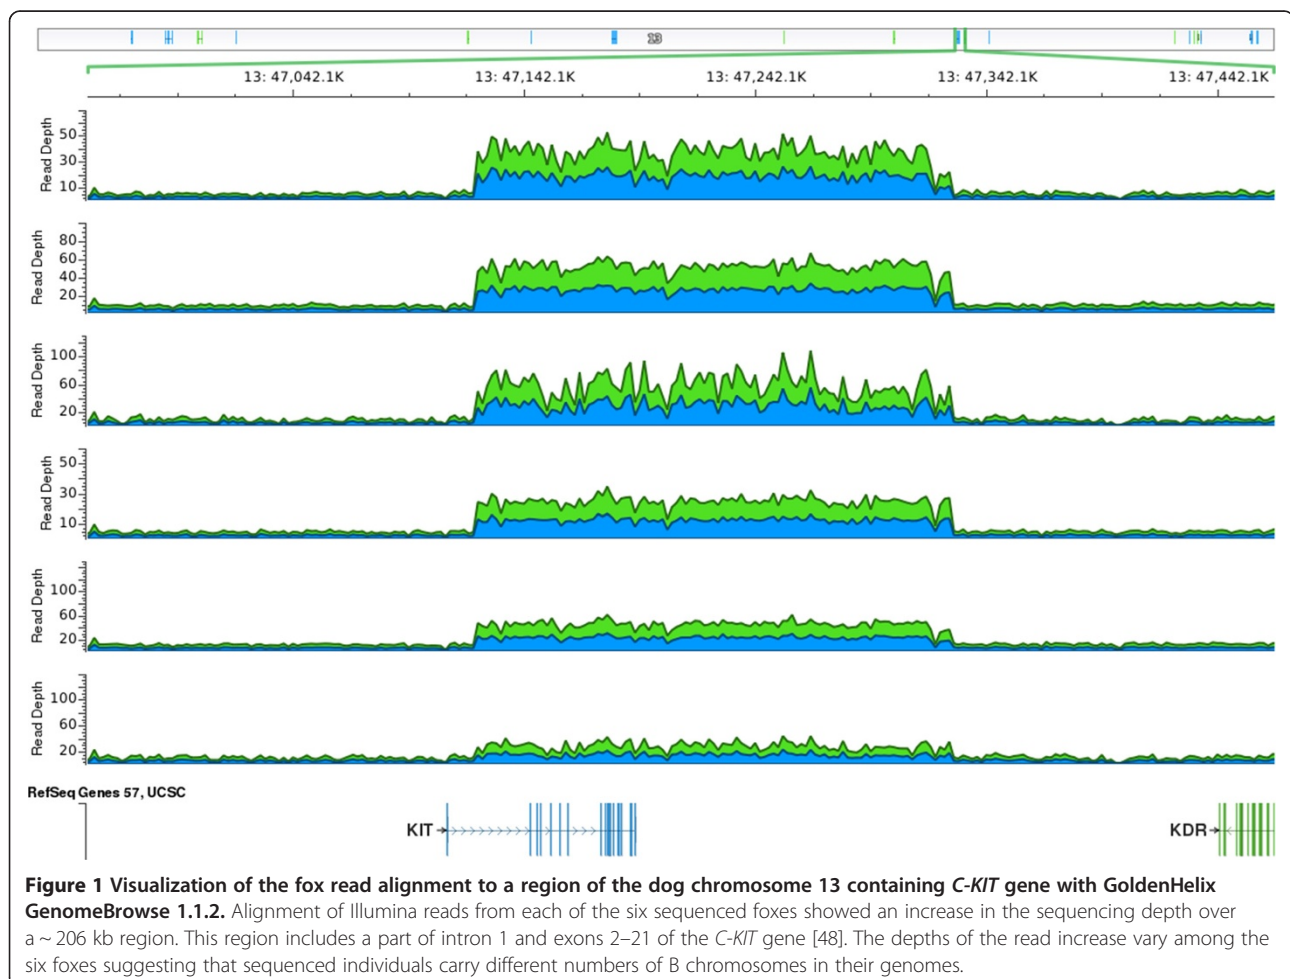 13
13: 47,042.1K 13: 47,142.1K 13: 47,242.1K 13: 47,342.1K 13: 47,442.1K
Read Depth
50
30
10
Read Depth
80
60
40
20
Read Depth
100
60
20
Read Depth
50
30
10
Read Depth
100
60
20
Read Depth
100
60
20
RefSeq Genes 57, UCSC
KIT
KDR
Figure 1 Visualization of the fox read alignment to a region of the dog chromosome 13 containing C-KIT gene with GoldenHelix
GenomeBrowse 1.1.2. Alignment of Illumina reads from each of the six sequenced foxes showed an increase in the sequencing depth over
a ~ 206 kb region. This region includes a part of intron 1 and exons 2–21 of the C-KIT gene [48]. The depths of the read increase vary among the
six foxes suggesting that sequenced individuals carry different numbers of B chromosomes in their genomes.